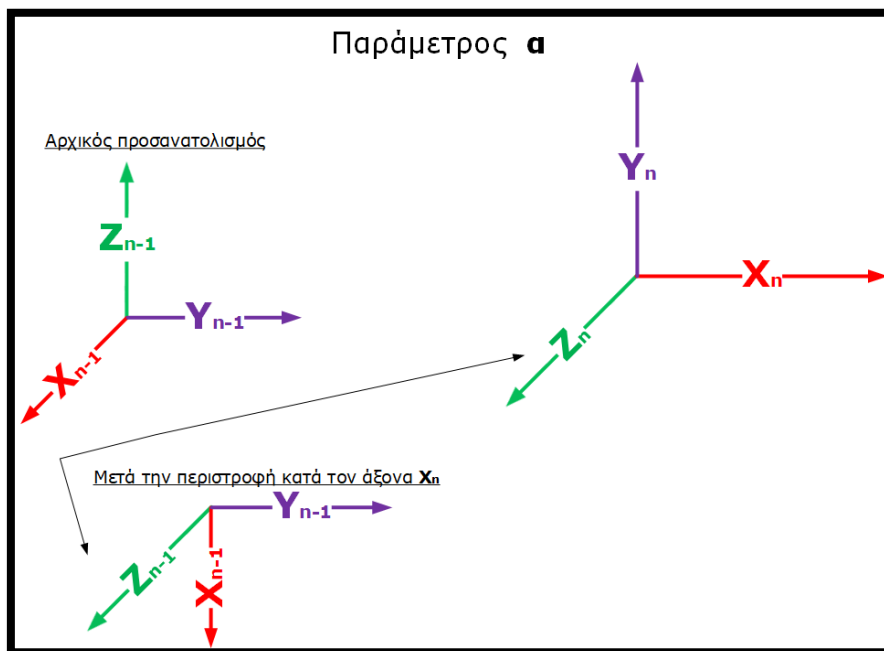 Παράμετρος α
Αρχικός προσανατολισμός
Zn-1
Yn-1
Xn-1
Yn
Xn
Zn
Μετά την περιστροφή κατά τον άξονα Xn
Yn-1
Zn-1
Xn-1